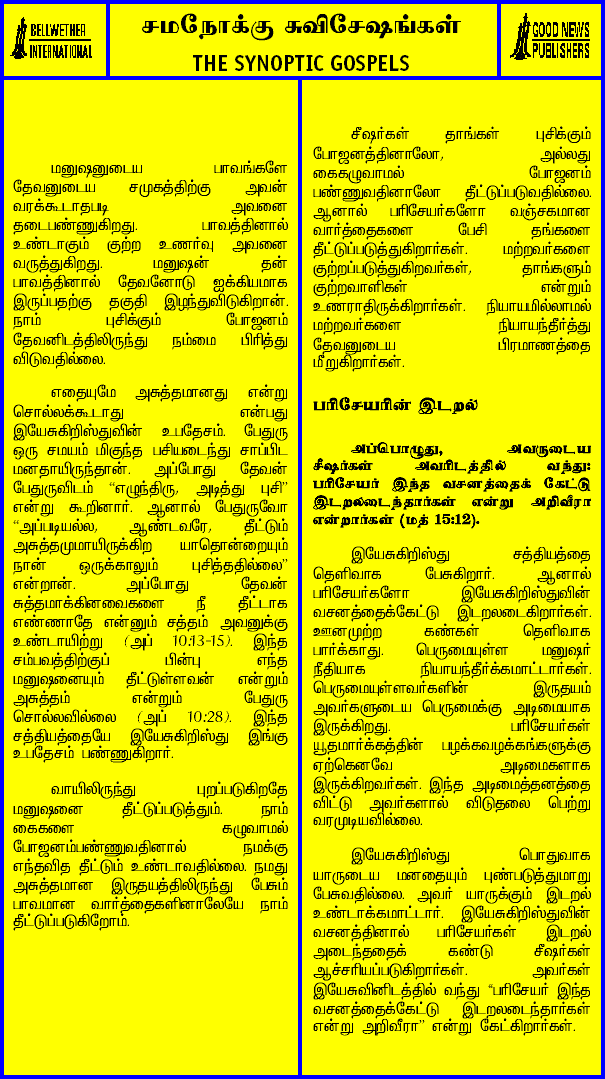 BELLWETHER
INTERNATIONAL
சமநோக்கு சுவிசேஷங்கள்
THE SYNOPTIC GOSPELS
GOOD NEWS
PUBLISHERS
மனுஷனுடைய பாவங்களே
தேவனுடைய சமுகத்திற்கு அவன்
வரக்கூடாதபடி அவனை
தடைபண்ணுகிறது. பாவத்தினால்
உண்டாகும் குற்ற உணர்வு அவனை
வருத்துகிறது. மனுஷன் தன்
பாவத்தினால் தேவனோடு ஐக்கியமாக
இருப்பதற்கு தகுதி இழந்துவிடுகிறான்.
நாம் புசிக்கும் போஜனம்
தேவனிடத்திலிருந்து நம்மை பிரித்து
விடுவதில்லை.
எதையுமே அசுத்தமானது என்று
சொல்லக்கூடாது என்பது
இயேசுகிறிஸ்துவின் உபதேசம். பேதுரு
ஒரு சமயம் மிகுந்த பசியடைந்து சாப்பிட
மனதாயிருந்தான். அப்போது தேவன்
பேதுருவிடம் “எழுந்திரு, அடித்து புசி”
என்று கூறினார். ஆனால் பேதுருவோ
“அப்படியல்ல, ஆண்டவரே, தீட்டும்
அசுத்தமுமாயிருக்கிற யாதொன்றையும்
நான் ஒருக்காலும் புசித்ததில்லை”
என்றான். அப்போது தேவன்
சுத்தமாக்கினவைகளை நீ தீட்டாக
எண்ணாதே என்னும் சத்தம் அவனுக்கு
உண்டாயிற்று (அப் 10:13-15). இந்த
சம்பவத்திற்குப் பின்பு எந்த
மனுஷனையும் தீட்டுள்ளவன் என்றும்
அசுத்தம் என்றும் பேதுரு
சொல்லவில்லை (அப் 10:28). இந்த
சத்தியத்தையே இயேசுகிறிஸ்து இங்கு
உபதேசம் பண்ணுகிறார்.
வாயிலிருந்து புறப்படுகிறதே
மனுஷனை தீட்டுப்படுத்தும். நாம்
கைகளை கழுவாமல்
போஜனம்பண்ணுவதினால் நமக்கு
எந்தவித தீட்டும் உண்டாவதில்லை. நமது
அசுத்தமான இருதயத்திலிருந்து பேசும்
பாவமான வார்த்தைகளினாலேயே நாம்
தீட்டுப்படுகிறோம்.
சீஷர்கள் தாங்கள் புசிக்கும்
போஜனத்தினாலோ, அல்லது
கைகழுவாமல் போஜனம்
பண்ணுவதினாலோ தீட்டுப்படுவதில்லை.
ஆனால் பரிசேயர்களோ வஞ்சகமான
வார்த்தைகளை பேசி தங்களை
தீட்டுப்படுத்துகிறார்கள். மற்றவர்களை
குற்றப்படுத்துகிறவர்கள், தாங்களும்
குற்றவாளிகள் என்றும்
உணராதிருக்கிறார்கள். நியாயமில்லாமல்
மற்றவர்களை நியாயந்தீர்த்து
தேவனுடைய பிரமாணத்தை
மீறுகிறார்கள்.
பரிசேயரின் இடறல்
அப்பொழுது, அவருடைய
சீஷர்கள் அவரிடத்தில் வந்து:
பரிசேயர் இந்த வசனத்தைக் கேட்டு
இடறலடைந்தார்கள் என்று அறிவீரா
என்றார்கள் (மத் 15:12).
இயேசுகிறிஸ்து சத்தியத்தை
தெளிவாக பேசுகிறார். ஆனால்
பரிசேயர்களோ இயேசுகிறிஸ்துவின்
வசனத்தைக்கேட்டு இடறலடைகிறார்கள்.
ஊனமுற்ற கண்கள் தெளிவாக
பார்க்காது. பெருமையுள்ள மனுஷர்
நீதியாக நியாயந்தீர்க்கமாட்டார்கள்.
பெருமையுள்ளவர்களின் இருதயம்
அவர்களுடைய பெருமைக்கு அடிமையாக
இருக்கிறது. பரிசேயர்கள்
யூதமார்க்கத்தின் பழக்கவழக்கங்களுக்கு
ஏற்கெனவே அடிமைகளாக
இருக்கிறவர்கள். இந்த அடிமைத்தனத்தை
விட்டு அவர்களால் விடுதலை பெற்று
வரமுடியவில்லை.
இயேசுகிறிஸ்து பொதுவாக
யாருடைய மனதையும் புண்படுத்துமாறு
பேசுவதில்லை. அவர் யாருக்கும் இடறல்
உண்டாக்கமாட்டார். இயேசுகிறிஸ்துவின்
வசனத்தினால் பரிசேயர்கள் இடறல்
அடைந்ததைக் கண்டு சீஷர்கள்
ஆச்சரியப்படுகிறார்கள். அவர்கள்
இயேசுவினிடத்தில் வந்து “பரிசேயர் இந்த
வசனத்தைக்கேட்டு இடறலடைந்தார்கள்
என்று அறிவீரா” என்று கேட்கிறார்கள்.